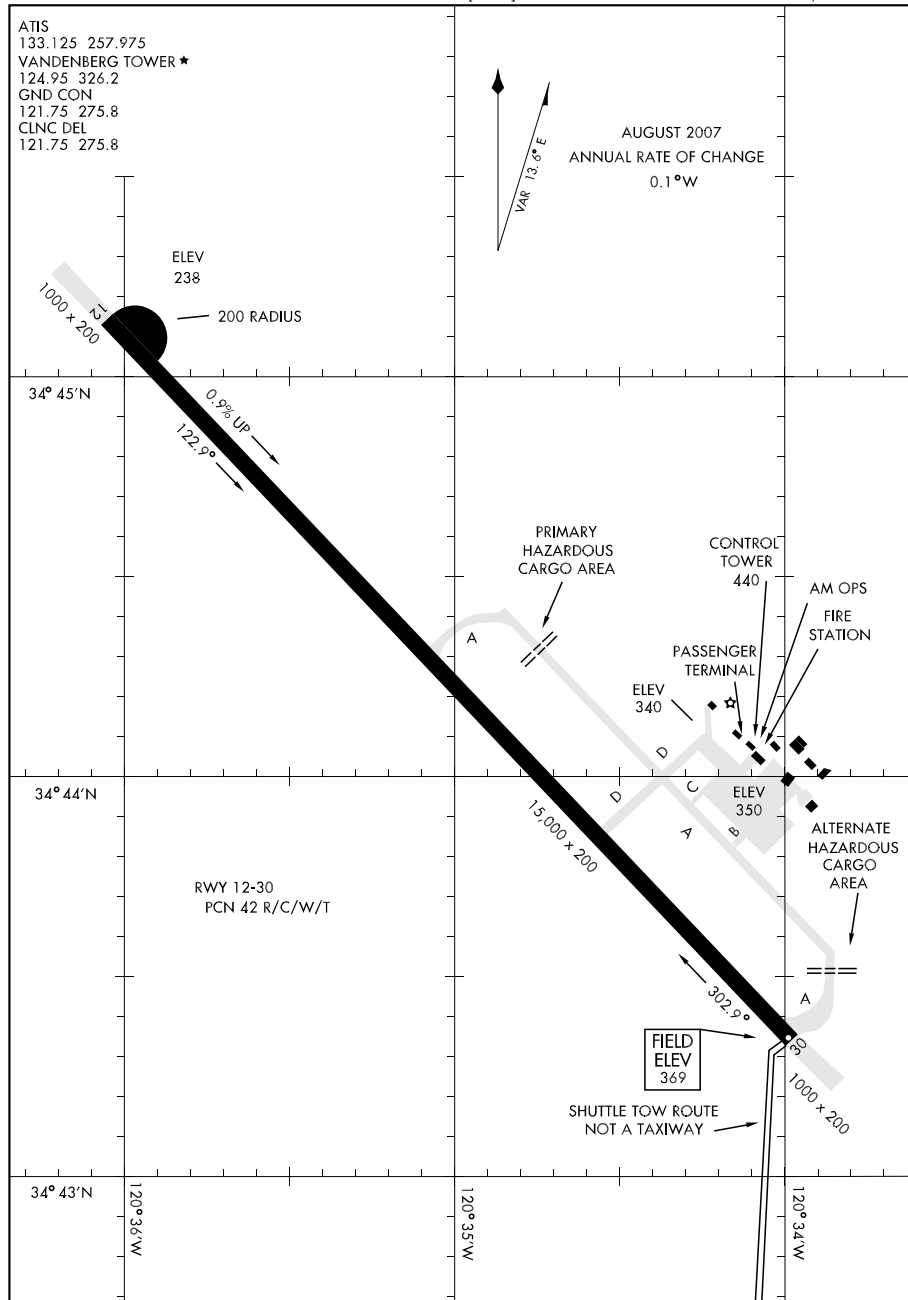 ATIS
133.125 257.975
VANDENBERG TOWER ★
124.95 326.2
GND CON
121.75 275.8
CLNC DEL
121.75 275.8
VAR 13.6° E
AUGUST 2007
ANNUAL RATE OF CHANGE
0.1°W
ELEV
238
1000 x 200
12
200 RADIUS
34° 45'N
0.9% UP
122.9°
PRIMARY
HAZARDOUS
CARGO AREA
CONTROL
TOWER
440
AM OPS
FIRE
STATION
PASSENGER
TERMINAL
A
ELEV
340
D
34° 44'N
D
C
ELEV
350
A
B
15,000 x 200
ALTERNATE
HAZARDOUS
CARGO
AREA
RWY 12-30
PCN 42 R/C/W/T
302.9°
A
FIELD
ELEV
369
30
1000 x 200
SHUTTLE TOW ROUTE
NOT A TAXIWAY
34° 43'N
120° 36'W
120° 35'W
120° 34'W